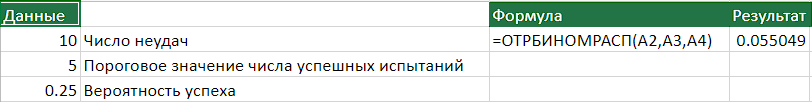 Данные Формула Результат
10 Число неудач =ОТРБИНОМРАСП(A2,A3,A4) 0.055049
5 Пороговое значение числа успешных испытаний
0.25 Вероятность успеха